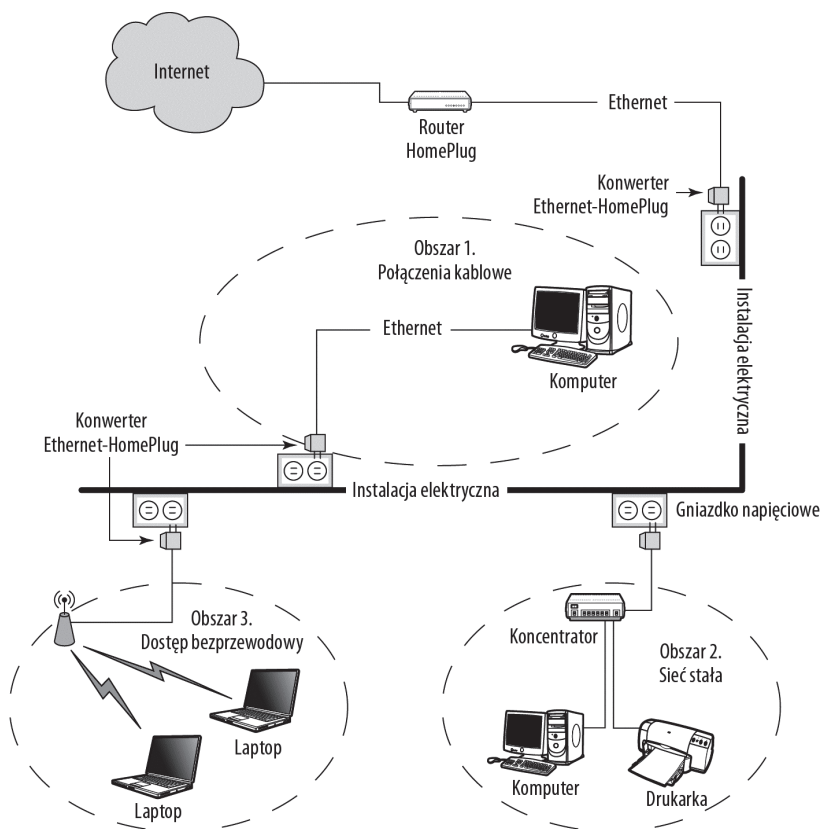 Internet
Router
HomePlug
Ethernet
Konwerter
Ethernet-HomePlug
Obszar 1.
Połączenia kablowe
Ethernet
Komputer
Instalacja elektryczna
Konwerter
Ethernet-HomePlug
Instalacja elektryczna
Gniazdko napięciowe
Obszar 3.
Dostęp bezprzewodowy
Laptop
Laptop
Koncentrator
Obszar 2.
Sieć stała
Komputer
Drukarka